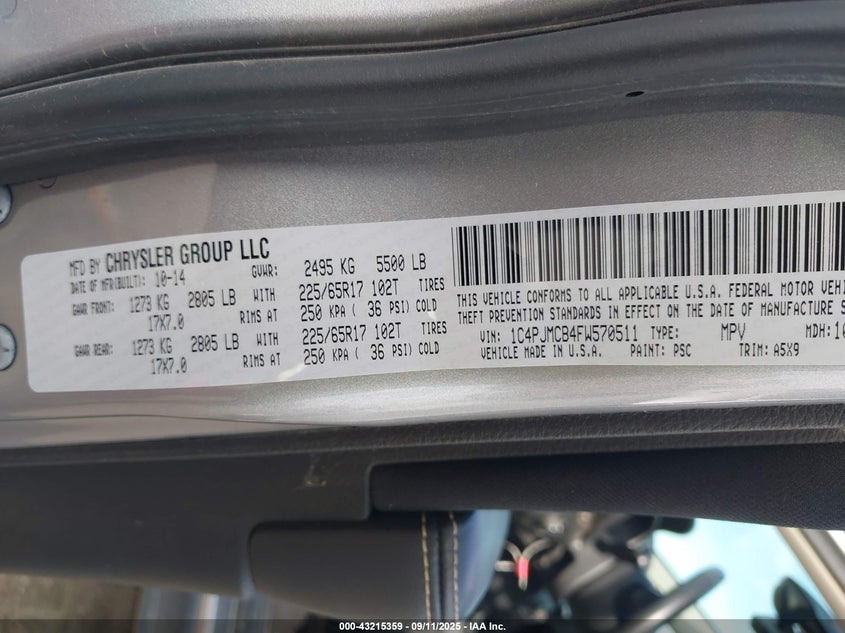 MFD BY CHRYSLER GROUP LLC
DATE OF MFR(BUILT): 10-14 GVWR: 2495 KG 5500 LB
GAWR FRONT: 1273 KG 2805 LB WITH 225/65R17 102T TIRES
17X7.0 RIMS AT 250 KPA ( 36 PSI) COLD
GAWR REAR: 1273 KG 2805 LB WITH 225/65R17 102T TIRES
17X7.0 RIMS AT 250 KPA ( 36 PSI) COLD
THIS VEHICLE CONFORMS TO ALL APPLICABLE U.S.A. FEDERAL MOTOR
THEFT PREVENTION STANDARDS IN EFFECT ON THE DATE OF MANUFACTURE
VIN: 1C4PJMCB4FW570511 TYPE: MPV MDH: 10
VEHICLE MADE IN U.S.A. PAINT: PSC TRIM: A5X9
000-43215359 - 09/11/2025 - IAA Inc.